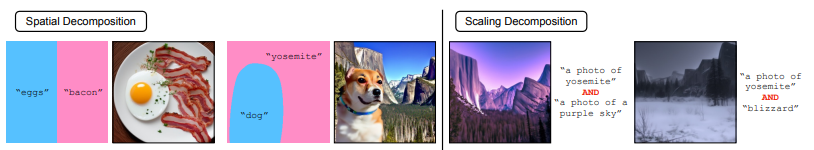 Spatial Decomposition
Scaling Decomposition
“eggs”
“bacon”
“yosemite”
“dog”
“a photo of
yosemite”
AND
“a photo of a
purple sky”
“a photo of
yosemite”
AND
“blizzard”